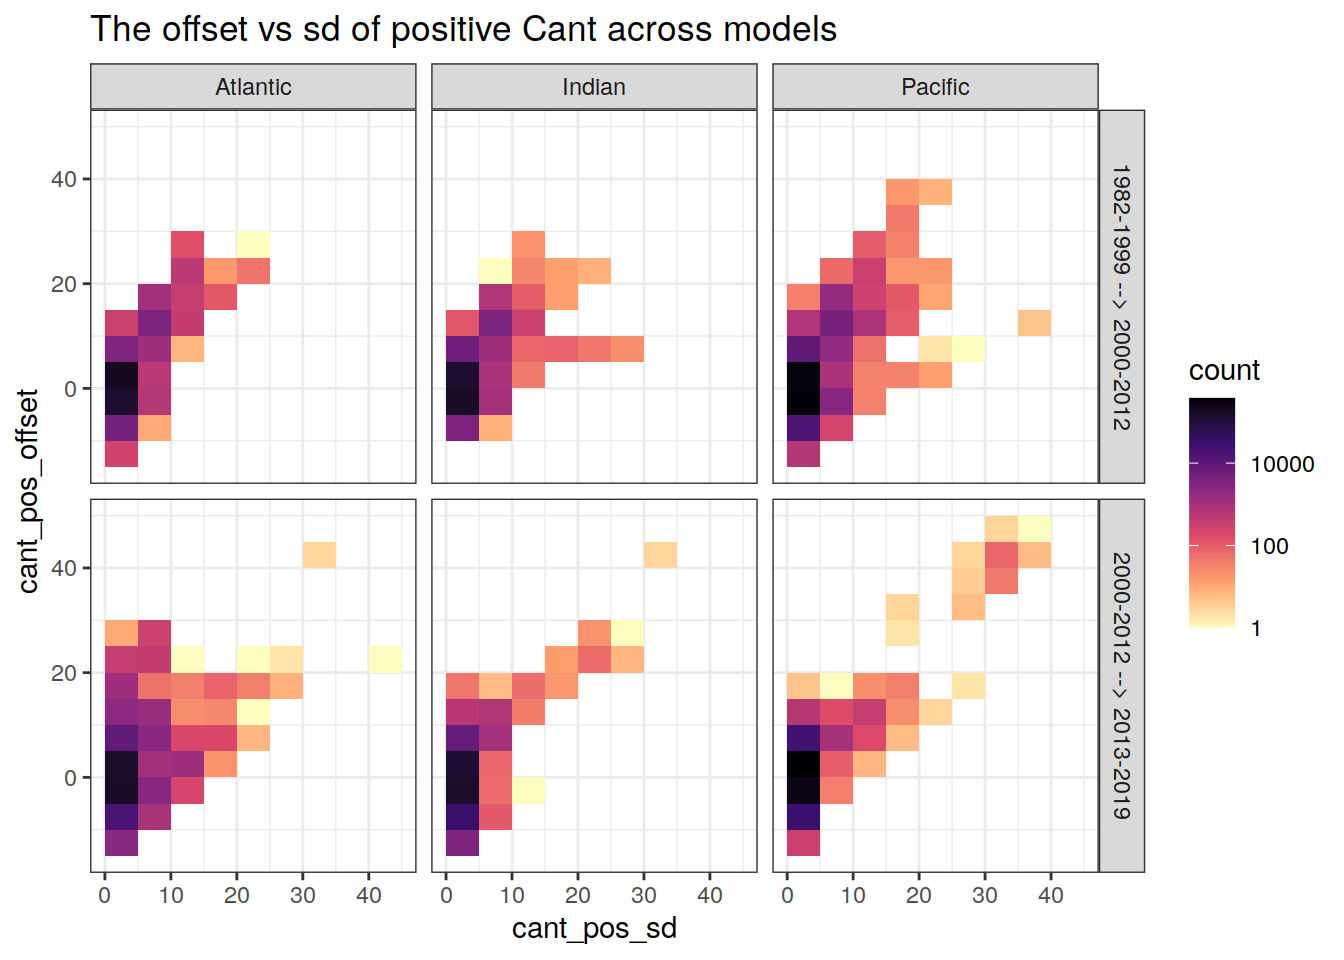 The offset vs sd of positive Cant across models
Atlantic
Indian
Pacific
40
20
0
1982-1999 --> 2000-2012
40
20
0
2000-2012 --> 2013-2019
0 10 20 30 40
0 10 20 30 40
0 10 20 30 40
cant_pos_sd
cant_pos_offset
count
10000
100
1